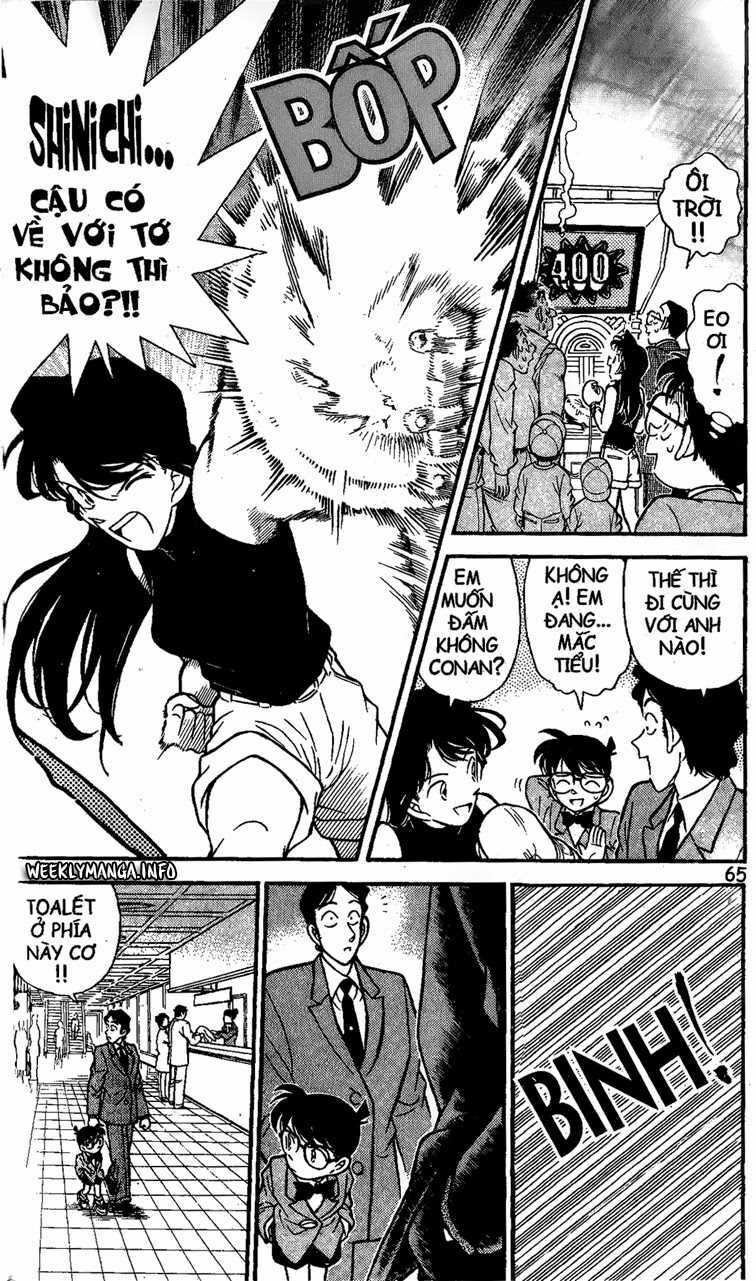 BỐP
SHINICHI...
CẬU CÓ
VỀ VỚI TỚ
KHÔNG THÌ
BẢO?!!
ÔI
TRỜI
!!
400
EO
ƠI
!
EM
MUỐN
ĐẤM
KHÔNG
CONAN?
KHÔNG
Ạ! EM
ĐANG...
MẮC
TIỂU!
THẾ THÌ
ĐI CÙNG
VỚI ANH
NÀO!
WEEKLYMANGA.INFO
65
TOALÉT
Ở PHÍA
NÀY CƠ
!!
BINH!